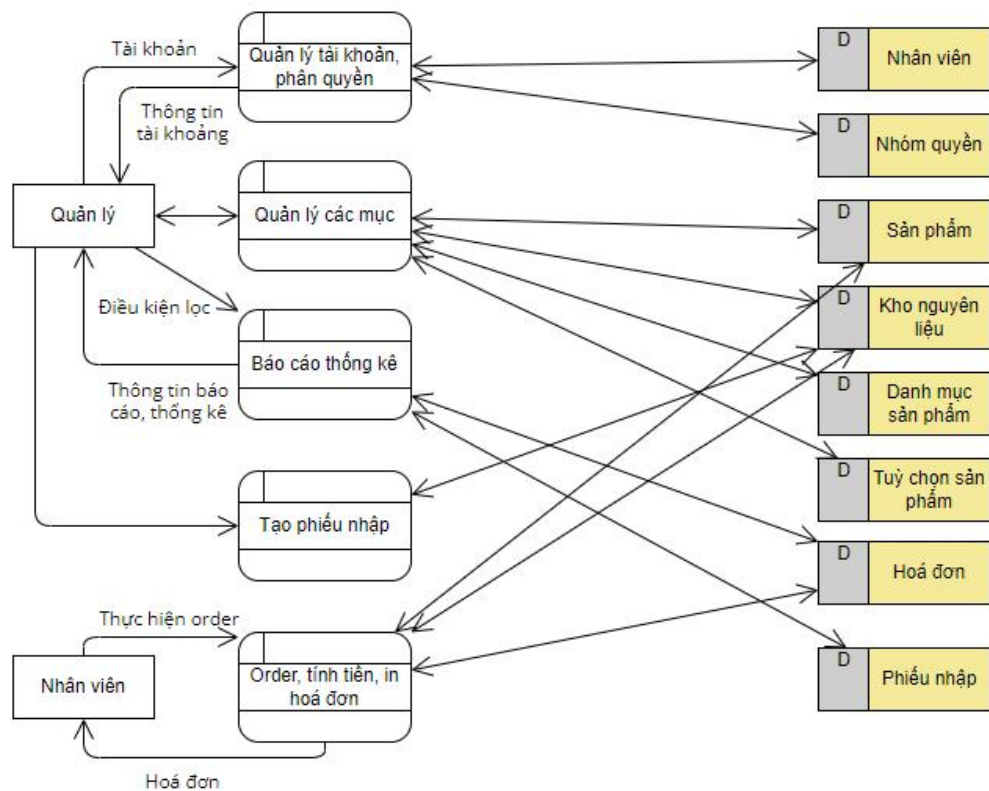 Tài khoản
Quản lý tài khoản,
phân quyền
Thông tin
tài khoảng
D
Nhân viên
D
Nhóm quyền
Quản lý
Quản lý các mục
D
Sản phẩm
D
Kho nguyên
liệu
Điều kiện lọc
Báo cáo thống kê
Thông tin báo
cáo, thống kê
D
Danh mục
sản phẩm
D
Tuỳ chọn sản
phẩm
Tạo phiếu nhập
D
Hoá đơn
Thực hiện order
Nhân viên
Order, tính tiền, in
hoá đơn
D
Phiếu nhập
Hoá đơn